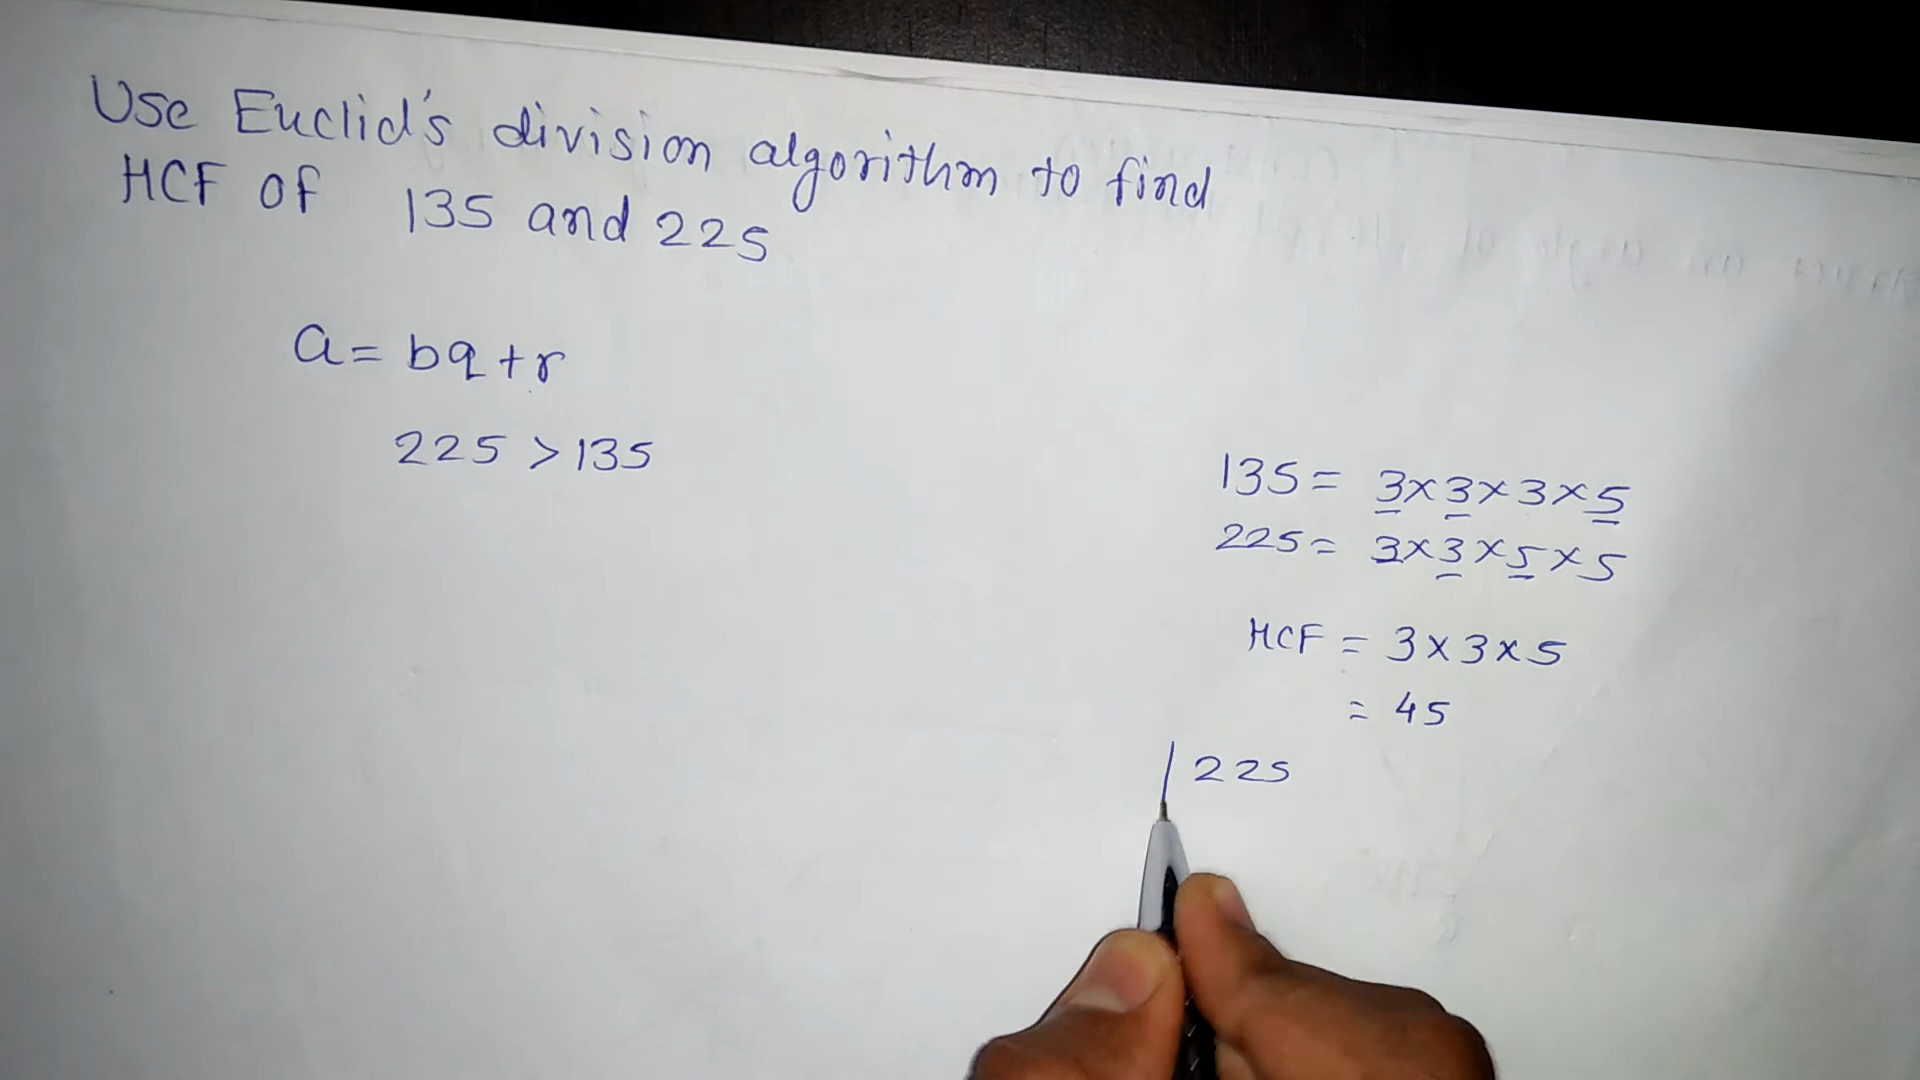 Use Euclid's division algorithm to find
HCF of 135 and 225
a = bq + r
225 > 135
135 = 3 × 3 × 3 × 5
225 = 3 × 3 × 5 × 5
HCF = 3 × 3 × 5
= 45
225